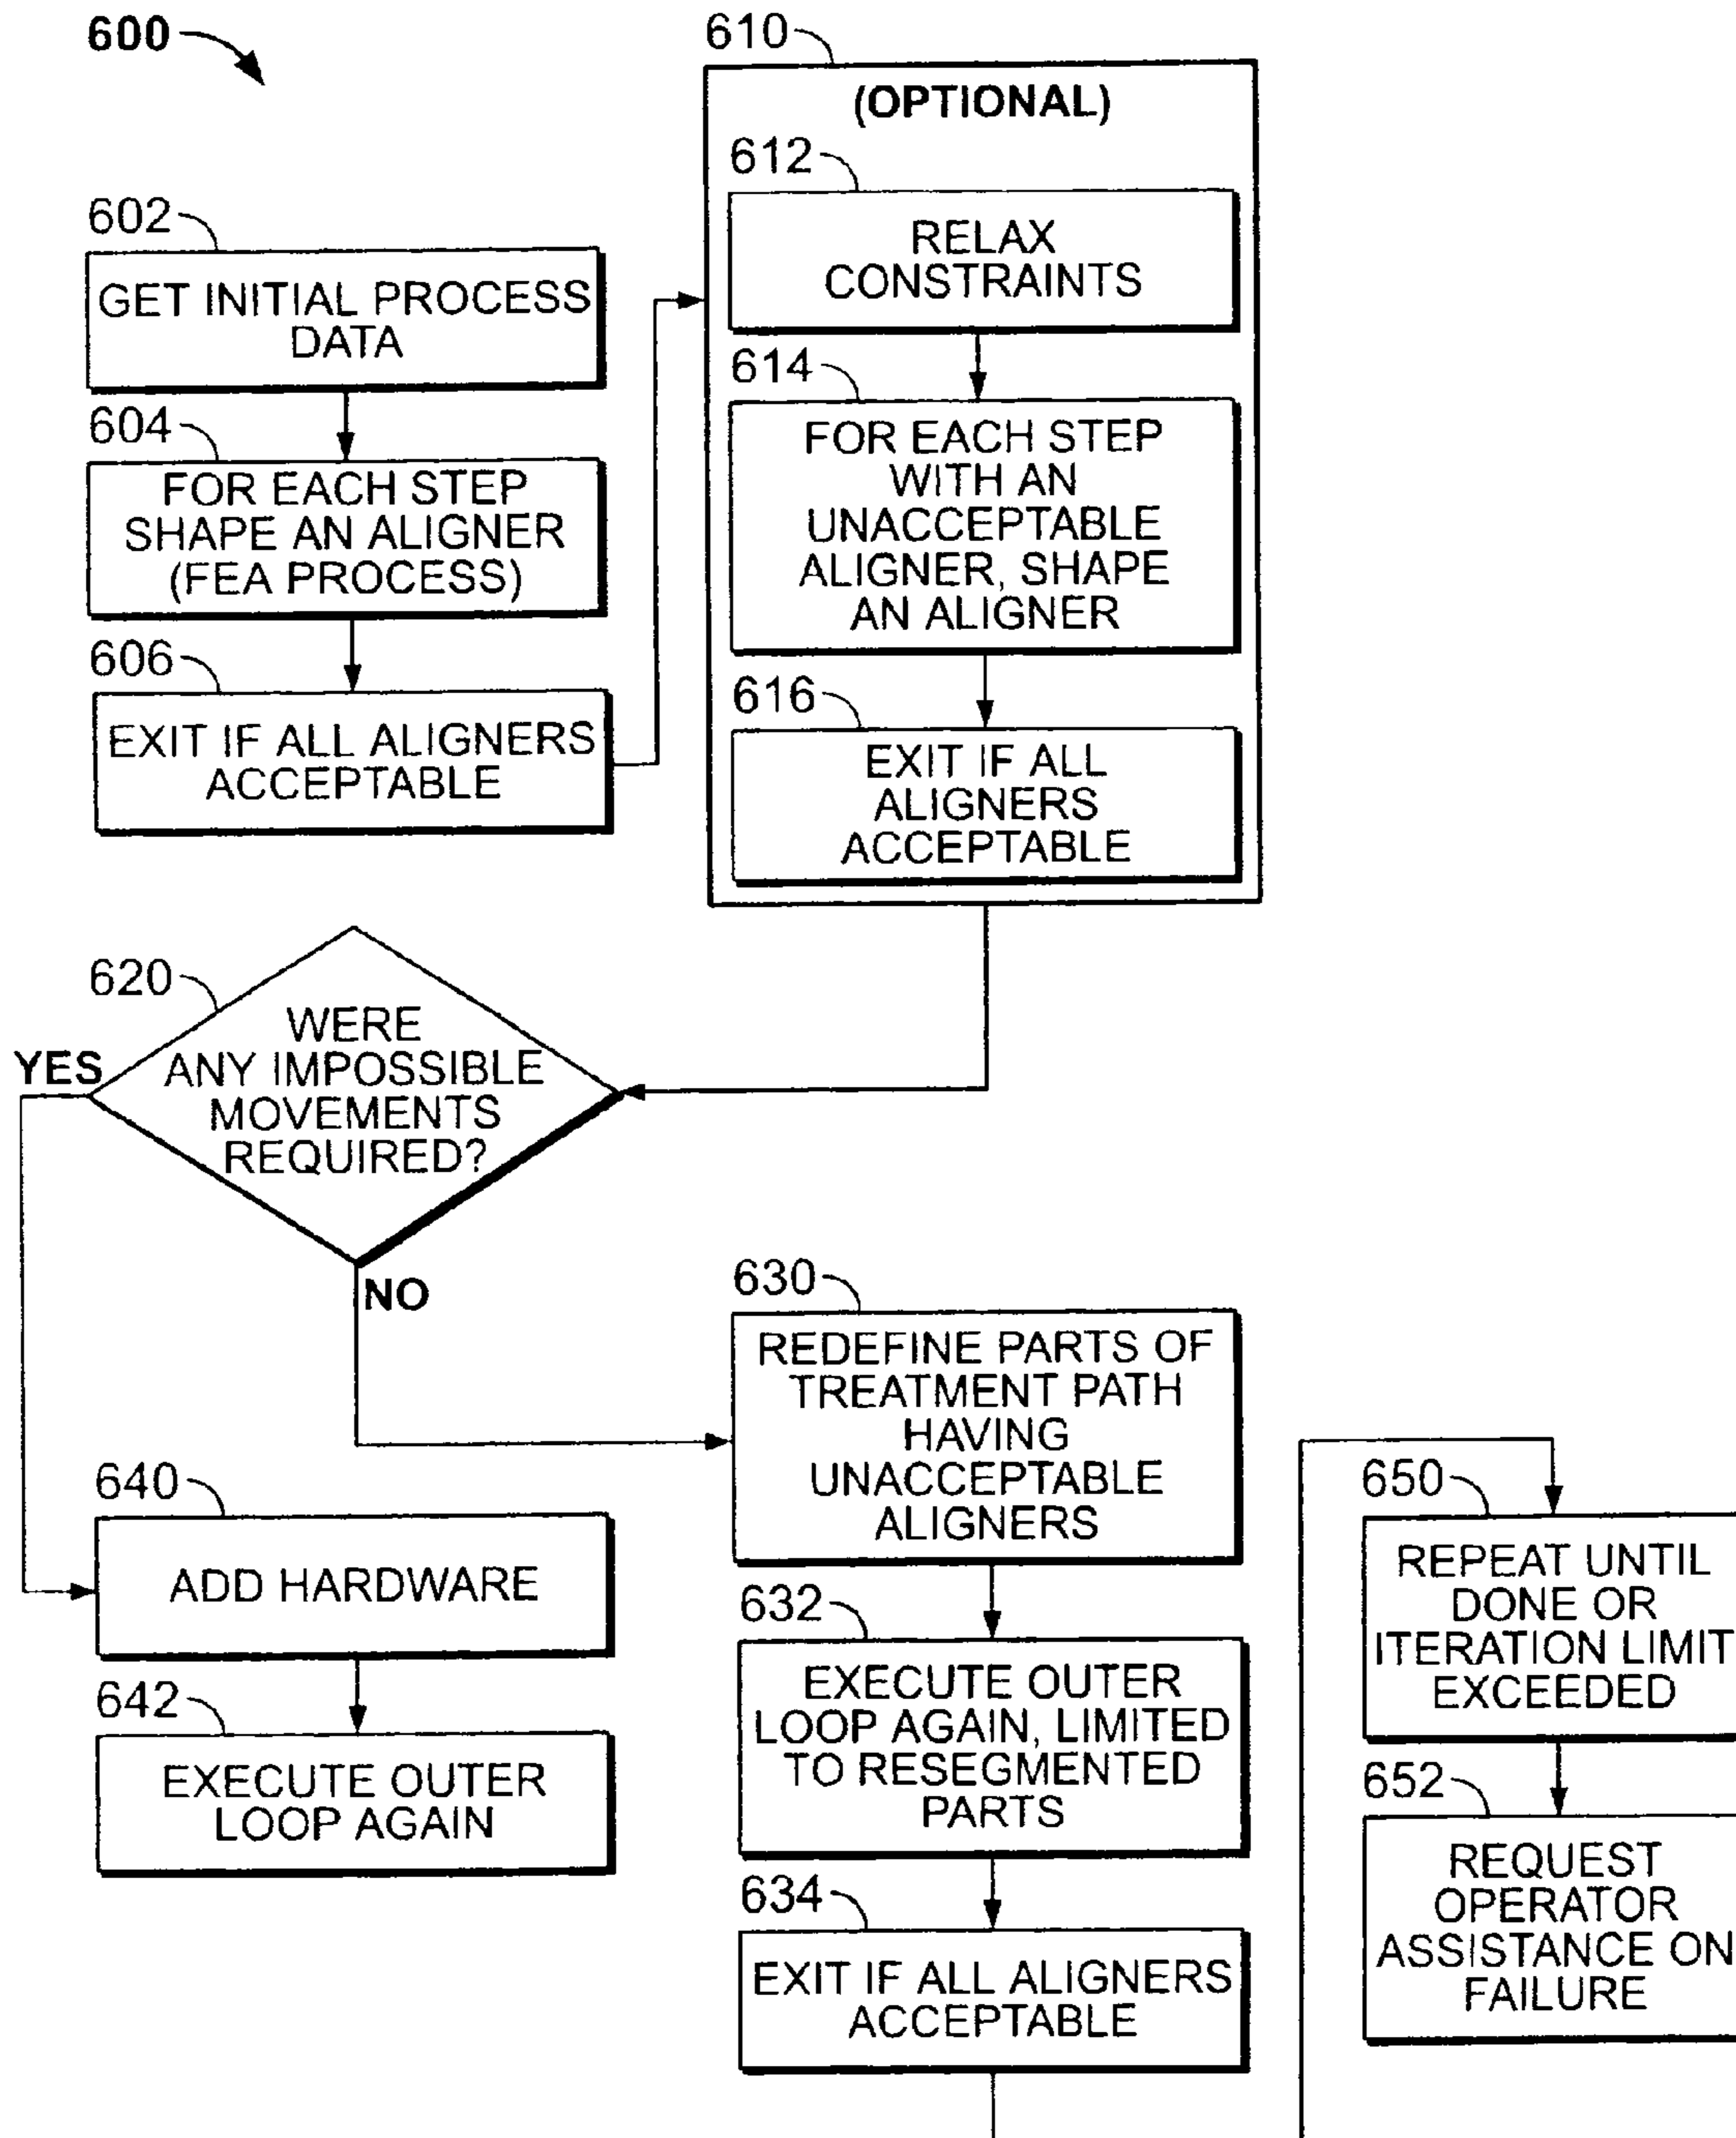 600
602
GET INITIAL PROCESS
DATA
604
FOR EACH STEP
SHAPE AN ALIGNER
(FEA PROCESS)
606
EXIT IF ALL ALIGNERS
ACCEPTABLE
610
(OPTIONAL)
612
RELAX
CONSTRAINTS
614
FOR EACH STEP
WITH AN
UNACCEPTABLE
ALIGNER, SHAPE
AN ALIGNER
616
EXIT IF ALL
ALIGNERS
ACCEPTABLE
620
WERE
ANY IMPOSSIBLE
MOVEMENTS
REQUIRED?
YES
NO
640
ADD HARDWARE
642
EXECUTE OUTER
LOOP AGAIN
630
REDEFINE PARTS OF
TREATMENT PATH
HAVING
UNACCEPTABLE
ALIGNERS
632
EXECUTE OUTER
LOOP AGAIN, LIMITED
TO RESEGMENTED
PARTS
634
EXIT IF ALL ALIGNERS
ACCEPTABLE
650
REPEAT UNTIL
DONE OR
ITERATION LIMIT
EXCEEDED
652
REQUEST
OPERATOR
ASSISTANCE ON
FAILURE